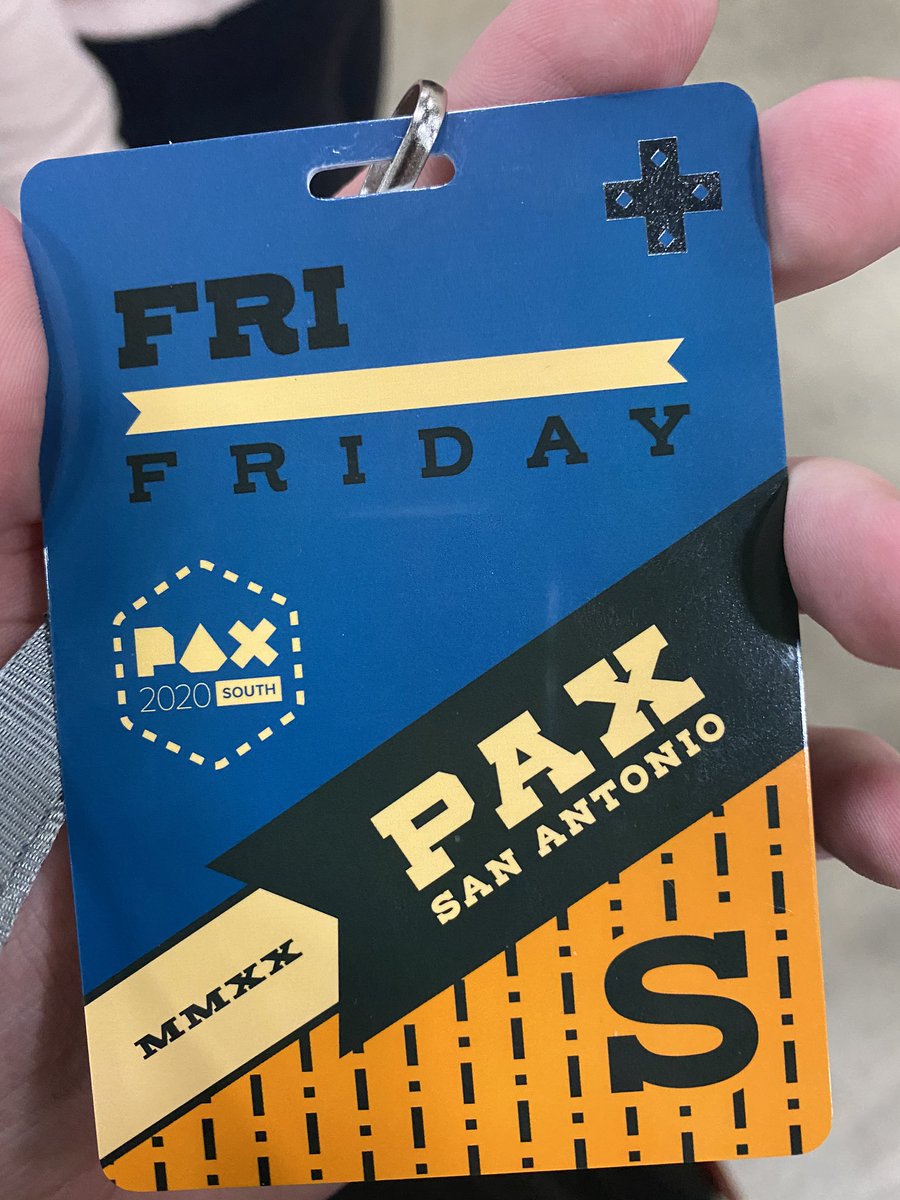 FRI
FRIDAY
PAX
2020 SOUTH
PAX
SAN ANTONIO
MMXX
S